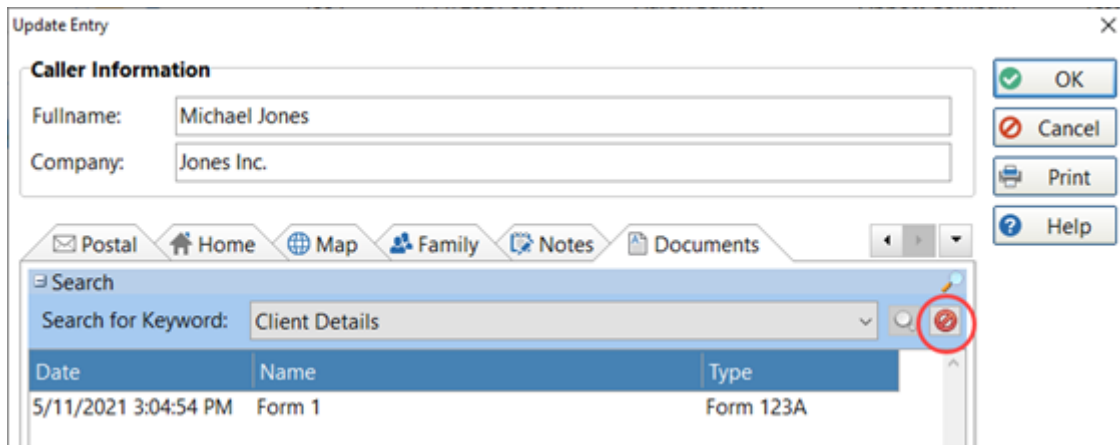 Update Entry
Caller Information
Fullname: Michael Jones
Company: Jones Inc.
OK
Cancel
Print
Help
Postal Home Map Family Notes Documents
Search
Search for Keyword: Client Details
Date Name Type
5/11/2021 3:04:54 PM Form 1 Form 123A